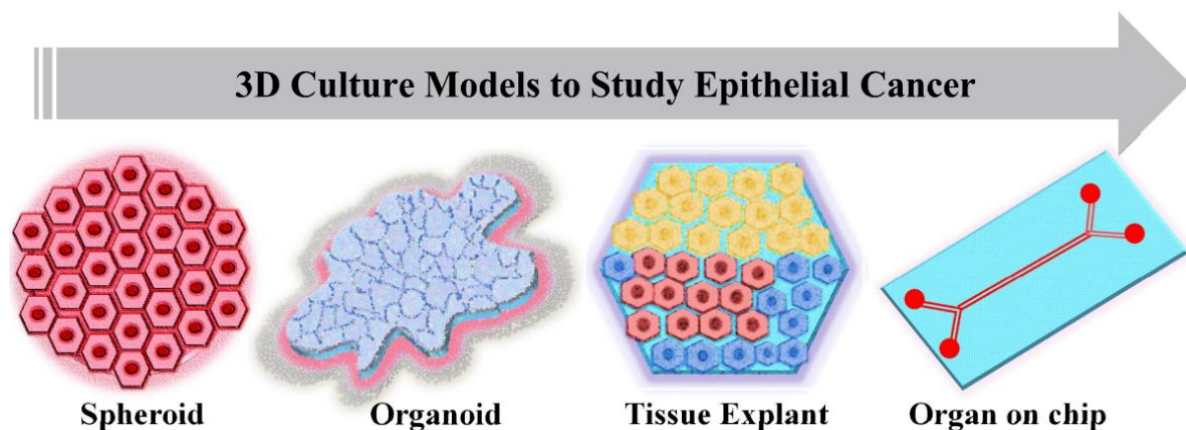 3D Culture Models to Study Epithelial Cancer
Spheroid
Organoid
Tissue Explant
Organ on chip